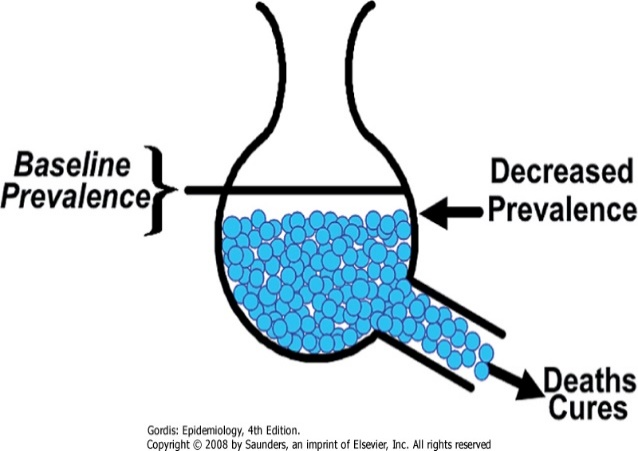 Baseline
Prevalence
Decreased
Prevalence
Deaths
Cures
Gordis: Epidemiology, 4th Edition.
Copyright © 2008 by Saunders, an imprint of Elsevier, Inc. All rights reserved